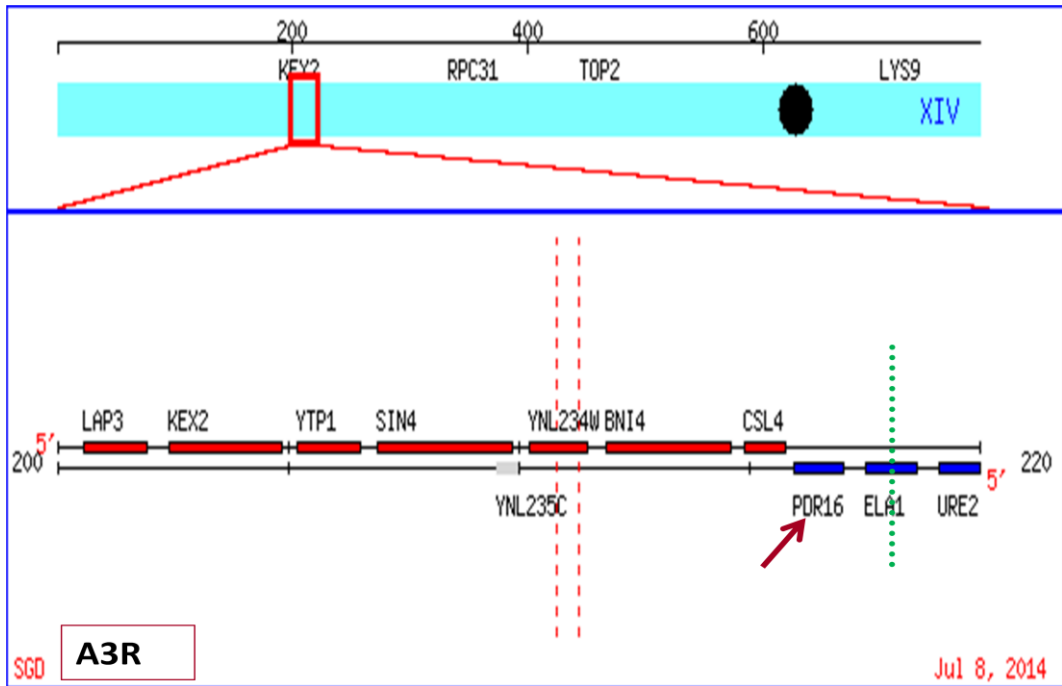 200 400 600
KEX2 RPC31 TOP2 LYS9
XIV
LAP3 KEX2 YTP1 SIN4 YNL234W BNI4 CSL4
5'
200 220
5'
YNL235C PDR16 ELA1 URE2
A3R
SGD Jul 8, 2014